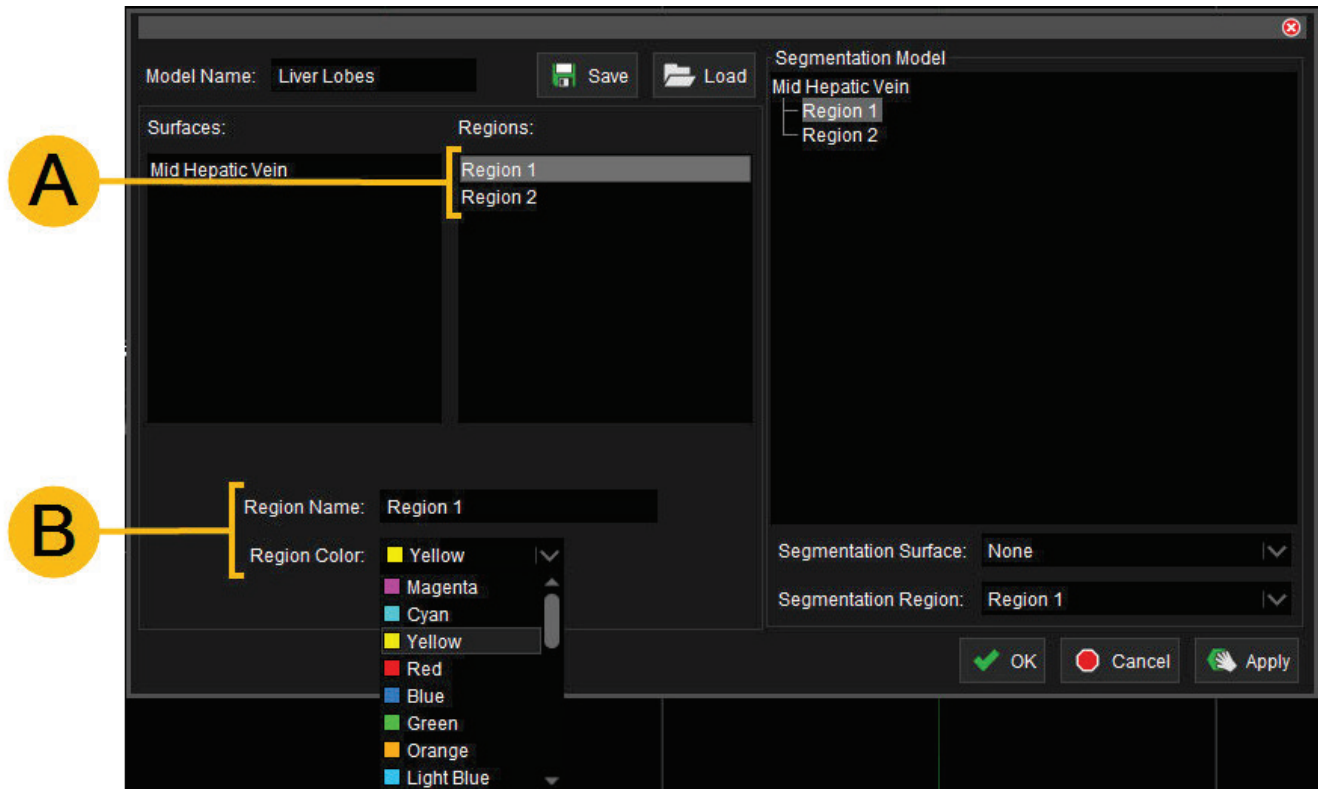 Model Name: Liver Lobes Save Load
Surfaces: Regions:
A
Mid Hepatic Vein Region 1
Region 2
B
Region Name: Region 1
Region Color: Yellow
Magenta
Cyan
Yellow
Red
Blue
Green
Orange
Light Blue
Segmentation Model
Mid Hepatic Vein
Region 1
Region 2
Segmentation Surface: None
Segmentation Region: Region 1
OK Cancel Apply